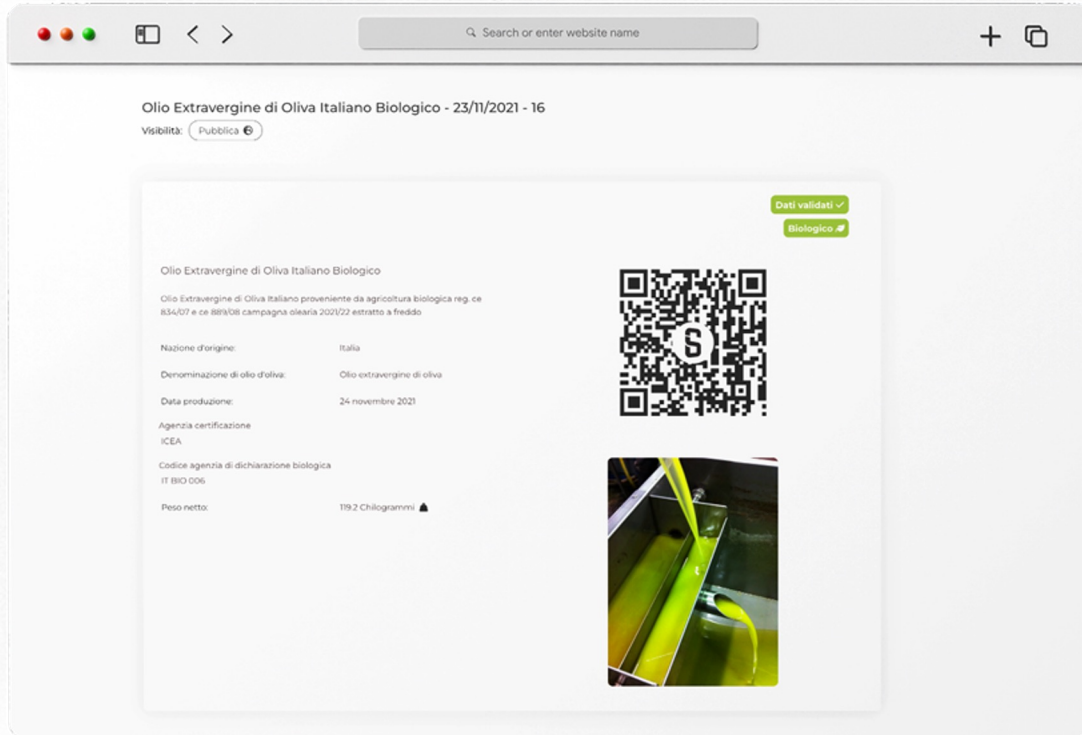 Search or enter website name
Olio Extravergine di Oliva Italiano Biologico - 23/11/2021 - 16
Visibilità: Pubblica
Dati validati
Biologico
Olio Extravergine di Oliva Italiano Biologico
Olio Extravergine di Oliva Italiano proveniente da agricoltura biologica reg. ce
834/07 e ce 889/08 campagna olearia 2021/22 estratto a freddo
Nazione d'origine: Italia
Denominazione di olio d'oliva: Olio extravergine di oliva
Data produzione: 24 novembre 2021
Agenzia certificazione
ICEA
Codice agenzia di dichiarazione biologica
IT BIO 006
Peso netto: 119.2 Chilogrammi
S